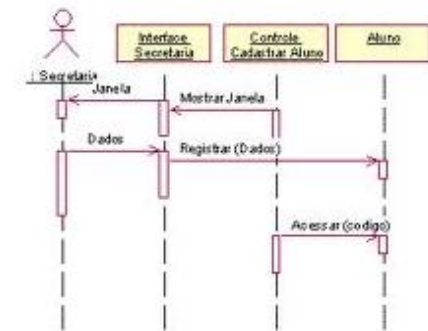 Interface
Secretaria
Controle
Cadastrar Aluno
Aluno
: Secretaria
Janela
Mostrar Janela
Dados
Registrar (Dados)
Acessar (codigo)